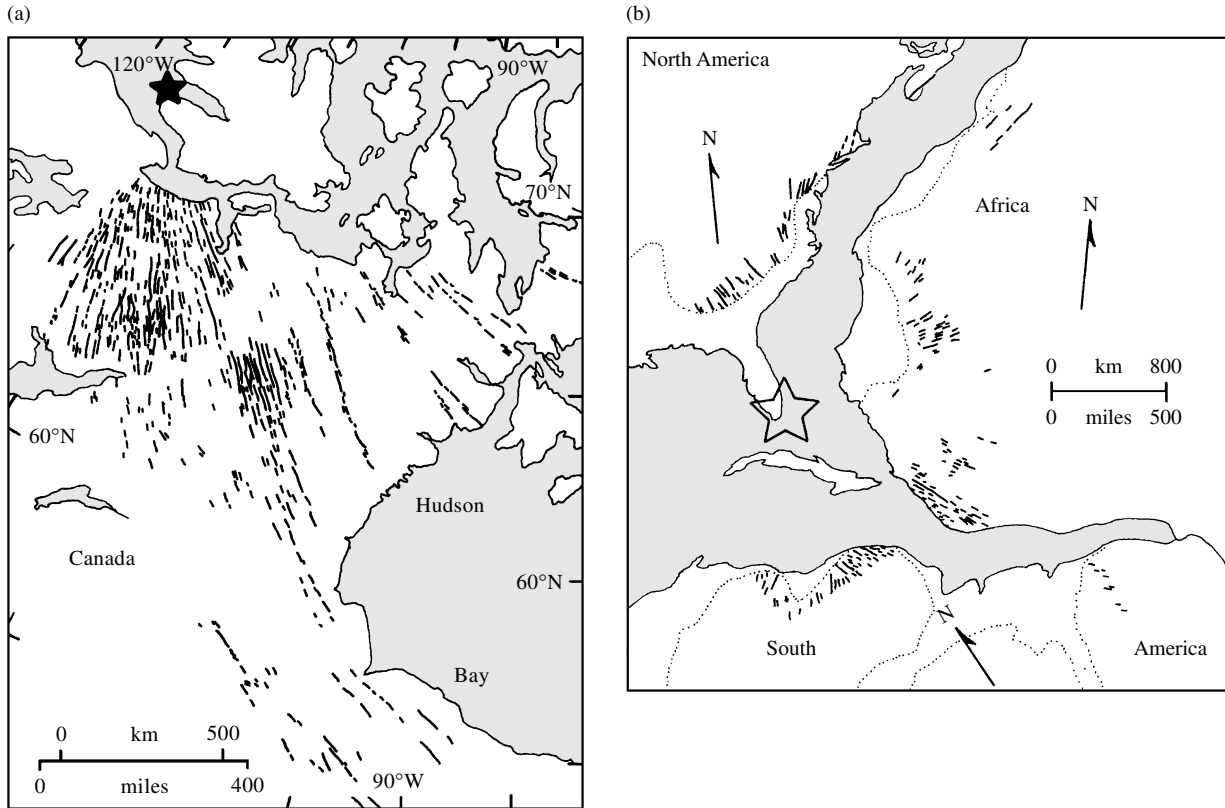 (a)
120°W
90°W
70°N
60°N
Hudson
Canada
60°N
Bay
0 km 500
0 miles 400
90°W
(b)
North America
N
Africa
N
0 km 800
0 miles 500
N
South America